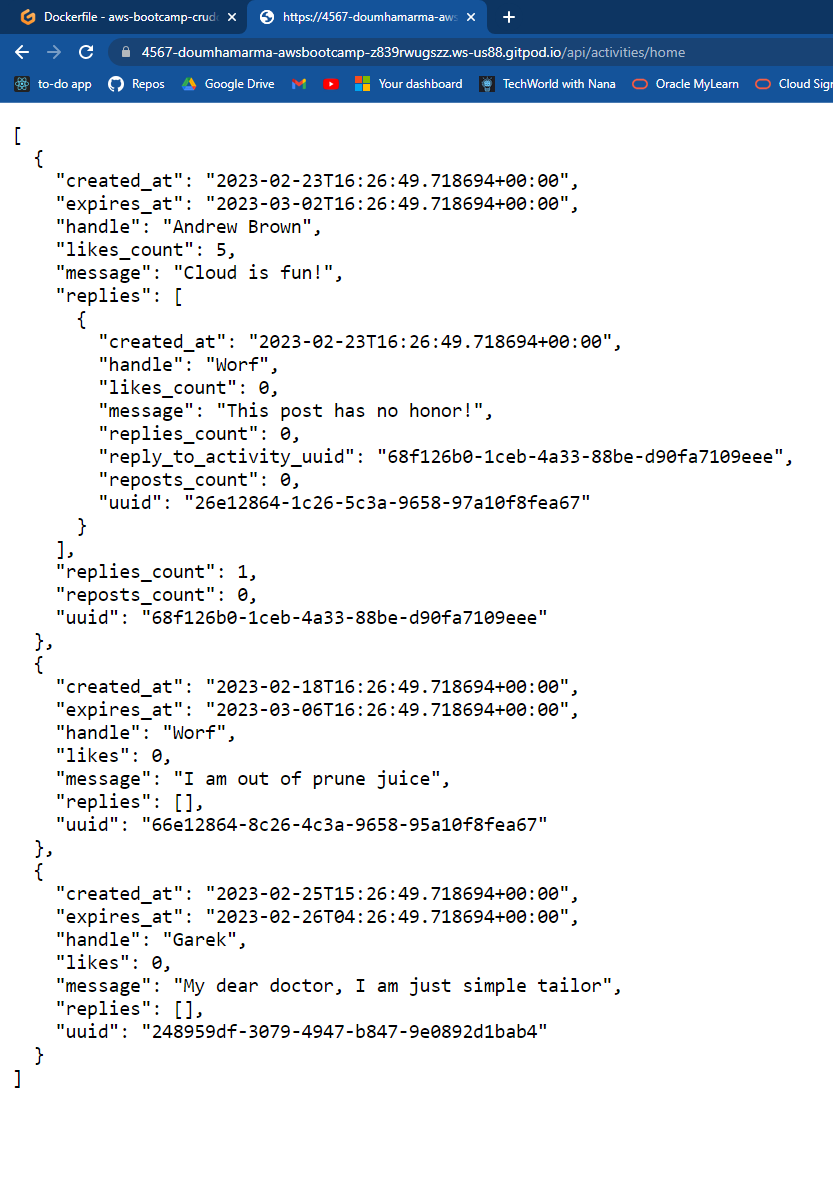 Dockerfile - aws-bootcamp-crudd
https://4567-doumhamarma-aws
4567-doumhamarma-awsbootcamp-z839rwugszz.ws-us88.gitpod.io/api/activities/home
to-do app Repos Google Drive Your dashboard TechWorld with Nana Oracle MyLearn Cloud Sign
[
  {
    "created_at": "2023-02-23T16:26:49.718694+00:00",
    "expires_at": "2023-03-02T16:26:49.718694+00:00",
    "handle": "Andrew Brown",
    "likes_count": 5,
    "message": "Cloud is fun!",
    "replies": [
      {
        "created_at": "2023-02-23T16:26:49.718694+00:00",
        "handle": "Worf",
        "likes_count": 0,
        "message": "This post has no honor!",
        "replies_count": 0,
        "reply_to_activity_uuid": "68f126b0-1ceb-4a33-88be-d90fa7109eee",
        "reposts_count": 0,
        "uuid": "26e12864-1c26-5c3a-9658-97a10f8fea67"
      }
    ],
    "replies_count": 1,
    "reposts_count": 0,
    "uuid": "68f126b0-1ceb-4a33-88be-d90fa7109eee"
  },
  {
    "created_at": "2023-02-18T16:26:49.718694+00:00",
    "expires_at": "2023-03-06T16:26:49.718694+00:00",
    "handle": "Worf",
    "likes": 0,
    "message": "I am out of prune juice",
    "replies": [],
    "uuid": "66e12864-8c26-4c3a-9658-95a10f8fea67"
  },
  {
    "created_at": "2023-02-25T15:26:49.718694+00:00",
    "expires_at": "2023-02-26T04:26:49.718694+00:00",
    "handle": "Garek",
    "likes": 0,
    "message": "My dear doctor, I am just simple tailor",
    "replies": [],
    "uuid": "248959df-3079-4947-b847-9e0892d1bab4"
  }
]